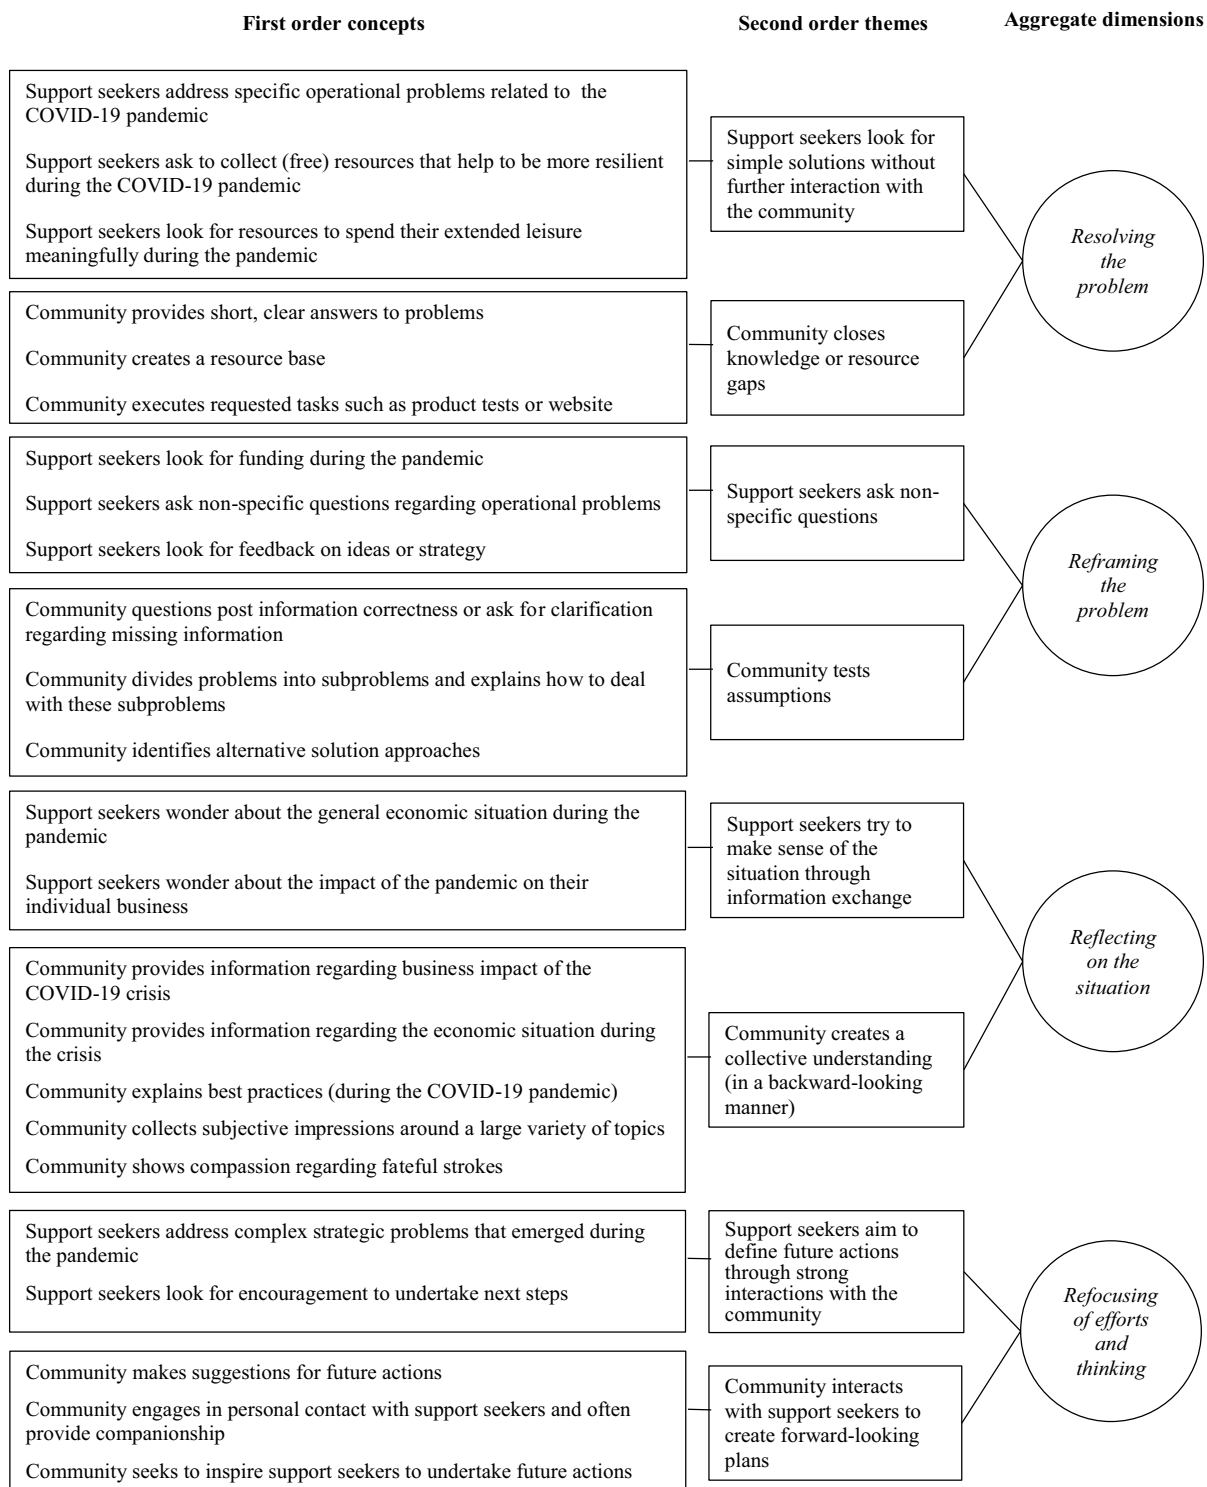 First order concepts
Second order themes
Aggregate dimensions
Support seekers address specific operational problems related to the
COVID-19 pandemic
Support seekers ask to collect (free) resources that help to be more resilient
during the COVID-19 pandemic
Support seekers look for resources to spend their extended leisure
meaningfully during the pandemic
Support seekers look for
simple solutions without
further interaction with
the community
Resolving
the
problem
Community provides short, clear answers to problems
Community creates a resource base
Community executes requested tasks such as product tests or website
Community closes
knowledge or resource
gaps
Support seekers look for funding during the pandemic
Support seekers ask non-specific questions regarding operational problems
Support seekers look for feedback on ideas or strategy
Support seekers ask non-
specific questions
Reframing
the
problem
Community questions post information correctness or ask for clarification
regarding missing information
Community divides problems into subproblems and explains how to deal
with these subproblems
Community identifies alternative solution approaches
Community tests
assumptions
Support seekers wonder about the general economic situation during the
pandemic
Support seekers wonder about the impact of the pandemic on their
individual business
Support seekers try to
make sense of the
situation through
information exchange
Reflecting
on the
situation
Community provides information regarding business impact of the
COVID-19 crisis
Community provides information regarding the economic situation during
the crisis
Community explains best practices (during the COVID-19 pandemic)
Community collects subjective impressions around a large variety of topics
Community shows compassion regarding fateful strokes
Community creates a
collective understanding
(in a backward-looking
manner)
Support seekers address complex strategic problems that emerged during
the pandemic
Support seekers look for encouragement to undertake next steps
Support seekers aim to
define future actions
through strong
interactions with the
community
Refocusing
of efforts
and
thinking
Community makes suggestions for future actions
Community engages in personal contact with support seekers and often
provide companionship
Community seeks to inspire support seekers to undertake future actions
Community interacts
with support seekers to
create forward-looking
plans